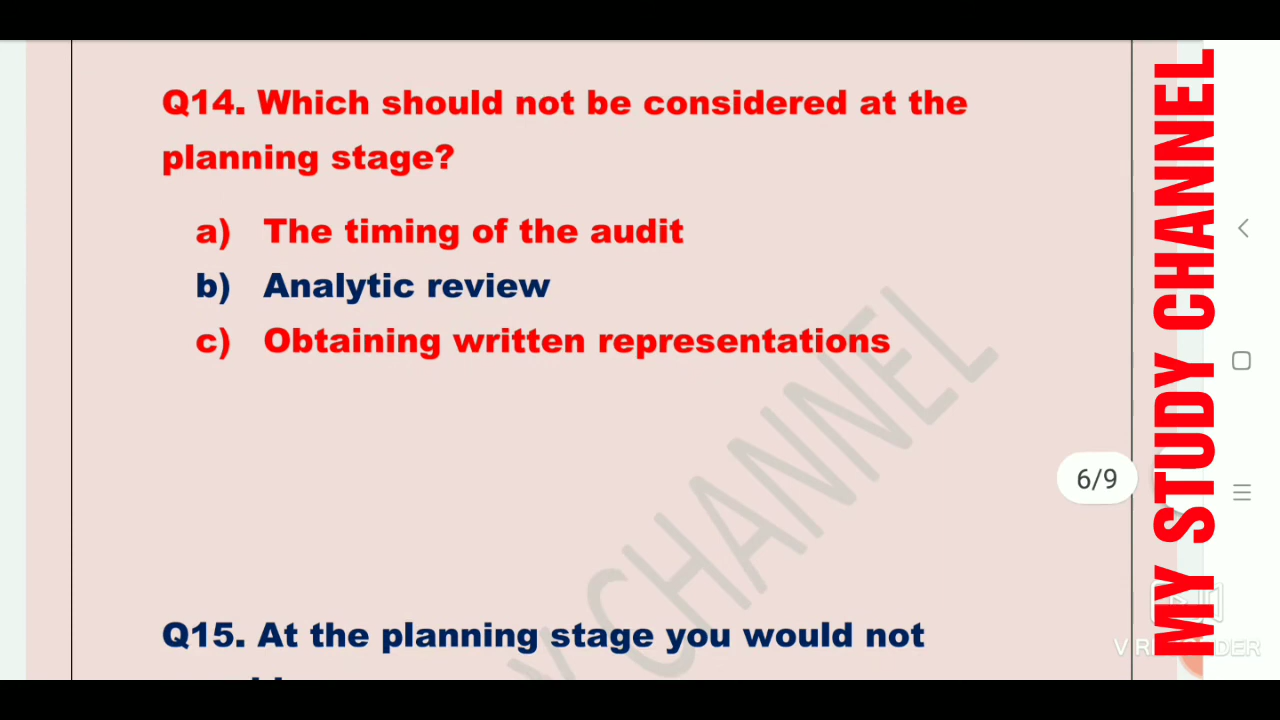 Q14. Which should not be considered at the
planning stage?
a) The timing of the audit
b) Analytic review
c) Obtaining written representations
6/9
Q15. At the planning stage you would not
CHANNEL
MY STUDY CHANNEL